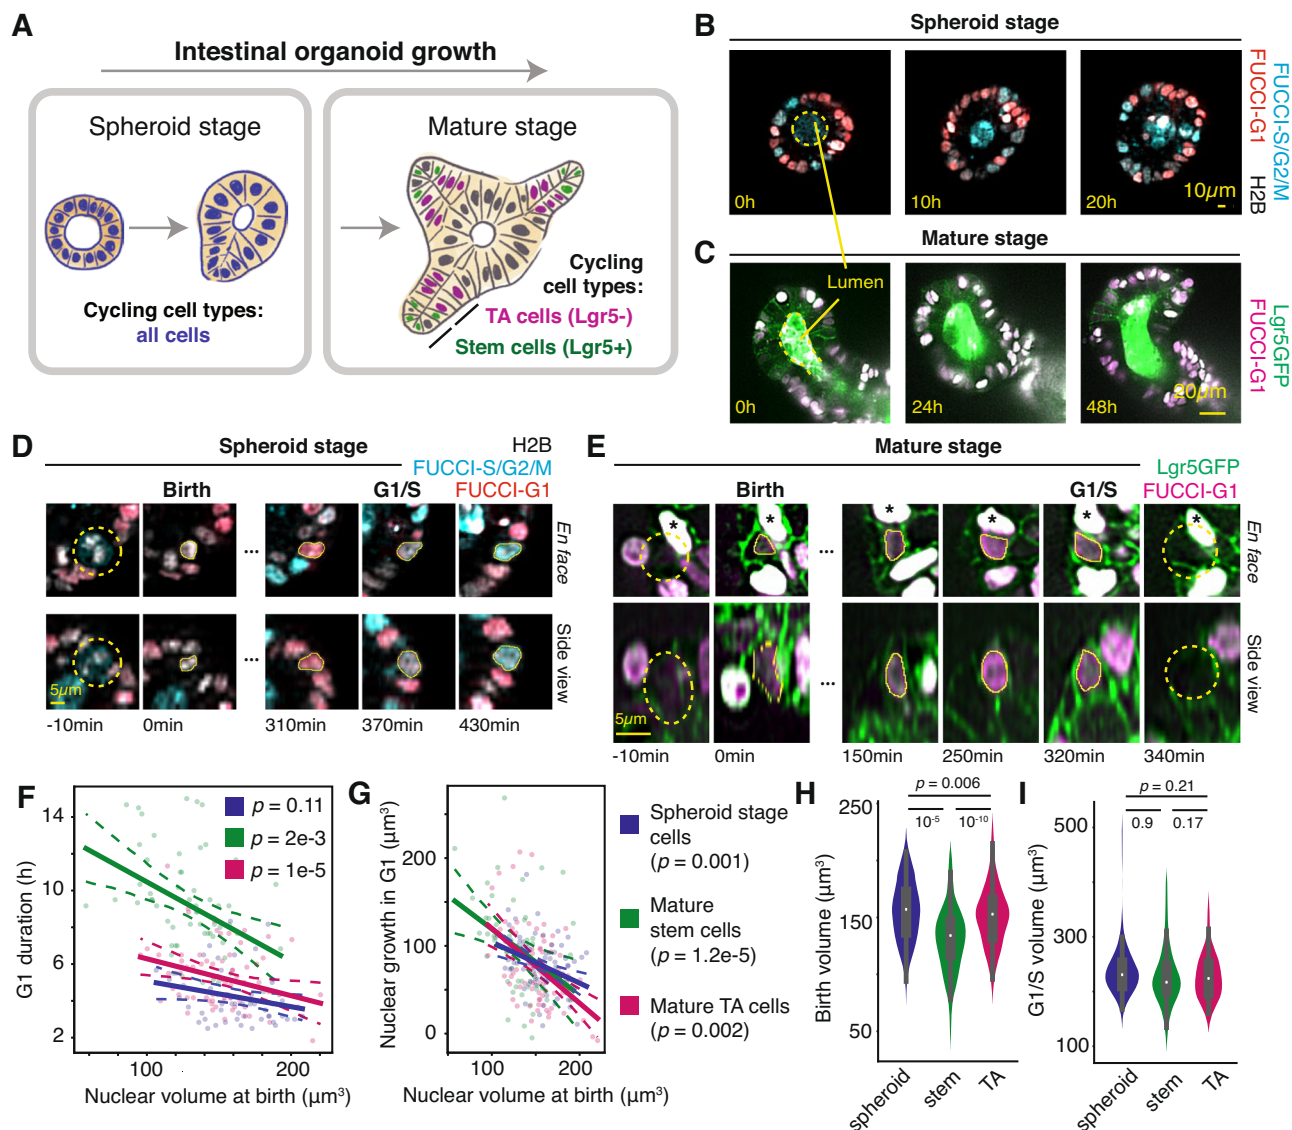 A
Intestinal organoid growth
Spheroid stage
Mature stage
Cycling cell types:
all cells
Cycling
cell types:
TA cells (Lgr5-)
Stem cells (Lgr5+)
B
Spheroid stage
0h
10h
20h
10µm
FUCCI-S/G2/M
FUCCI-G1
H2B
Mature stage
C
Lumen
0h
24h
48h
20µm
Lgr5GFP
FUCCI-G1
D
Spheroid stage
H2B
FUCCI-S/G2/M
FUCCI-G1
Birth
G1/S
...
En face
...
Side view
5µm
-10min
0min
310min
370min
430min
E
Mature stage
Lgr5GFP
FUCCI-G1
Birth
G1/S
* * * * * *
...
En face
...
Side view
5µm
-10min
0min
150min
250min
320min
340min
F
G1 duration (h)
14
10
6
2
p = 0.11
p = 2e-3
p = 1e-5
100
200
Nuclear volume at birth (µm³)
G
Nuclear growth in G1 (µm³)
200
100
0
100
200
Nuclear volume at birth (µm³)
Spheroid stage
cells
(p = 0.001)
Mature
stem cells
(p = 1.2e-5)
Mature TA cells
(p = 0.002)
H
p = 0.006
10⁻⁵
10⁻¹⁰
Birth volume (µm³)
250
150
50
spheroid
stem
TA
I
p = 0.21
0.9
0.17
G1/S volume (µm³)
500
300
100
spheroid
stem
TA